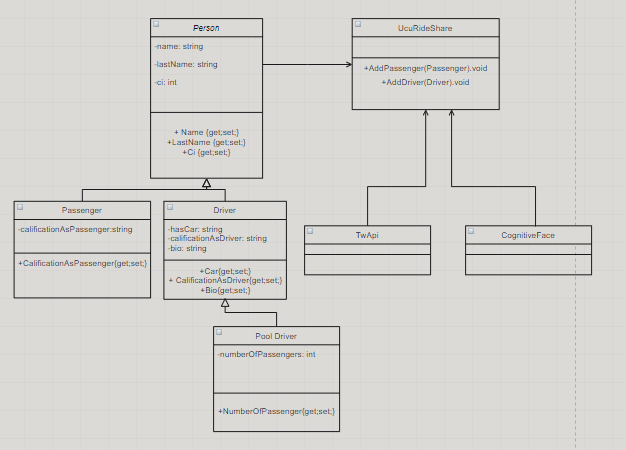 Person
-name: string
-lastName: string
-ci: int
+ Name {get;set;}
+LastName {get;set;}
+Ci {get;set;}
UcuRideShare
+AddPassenger(Passenger).void
+AddDriver(Driver).void
Passenger
-calificationAsPassenger:string
+CalificationAsPassenger{get;set;}
Driver
-hasCar: string
-calificationAsDriver: string
-bio: string
+Car{get;set;}
+ CalificationAsDriver{get;set;}
+Bio{get;set;}
TwApi
CognitiveFace
Pool Driver
-numberOfPassengers: int
+NumberOfPassenger{get;set;}